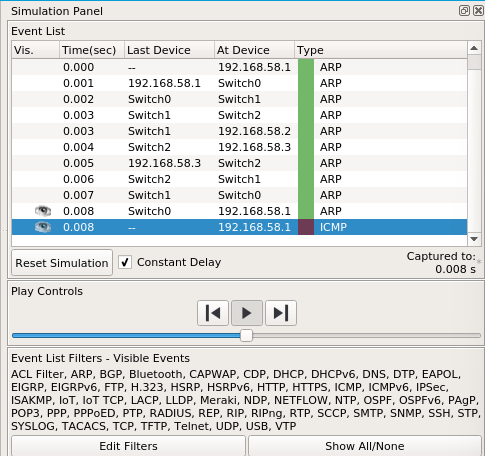 Simulation Panel
Event List
Vis. Time(sec) Last Device At Device Type
0.000 -- 192.168.58.1 ARP
0.001 192.168.58.1 Switch0 ARP
0.002 Switch0 Switch1 ARP
0.003 Switch1 Switch2 ARP
0.003 Switch1 192.168.58.2 ARP
0.004 Switch2 192.168.58.3 ARP
0.005 192.168.58.3 Switch2 ARP
0.006 Switch2 Switch1 ARP
0.007 Switch1 Switch0 ARP
0.008 Switch0 192.168.58.1 ARP
0.008 -- 192.168.58.1 ICMP
Reset Simulation Constant Delay Captured to:
0.008 s
Play Controls
Event List Filters - Visible Events
ACL Filter, ARP, BGP, Bluetooth, CAPWAP, CDP, DHCP, DHCPv6, DNS, DTP, EAPOL,
EIGRP, EIGRPv6, FTP, H.323, HSRP, HSRPv6, HTTP, HTTPS, ICMP, ICMPv6, IPSec,
ISAKMP, IoT, IoT TCP, LACP, LLDP, Meraki, NDP, NETFLOW, NTP, OSPF, OSPFv6, PAgP,
POP3, PPP, PPPoED, PTP, RADIUS, REP, RIP, RIPng, RTP, SCCP, SMTP, SNMP, SSH, STP,
SYSLOG, TACACS, TCP, TFTP, Telnet, UDP, USB, VTP
Edit Filters Show All/None